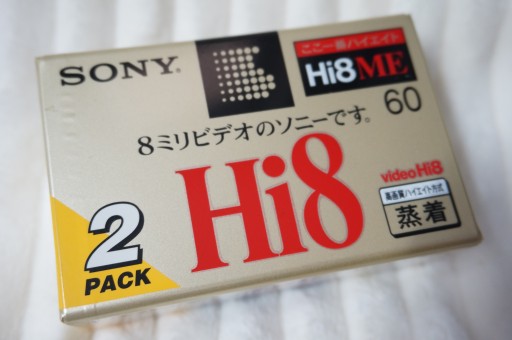 SONY
ここ一番ハイエイト
Hi8 ME
60
8ミリビデオのソニーです。
Hi8
video Hi8
高画質ハイエイト方式
蒸着
2
PACK